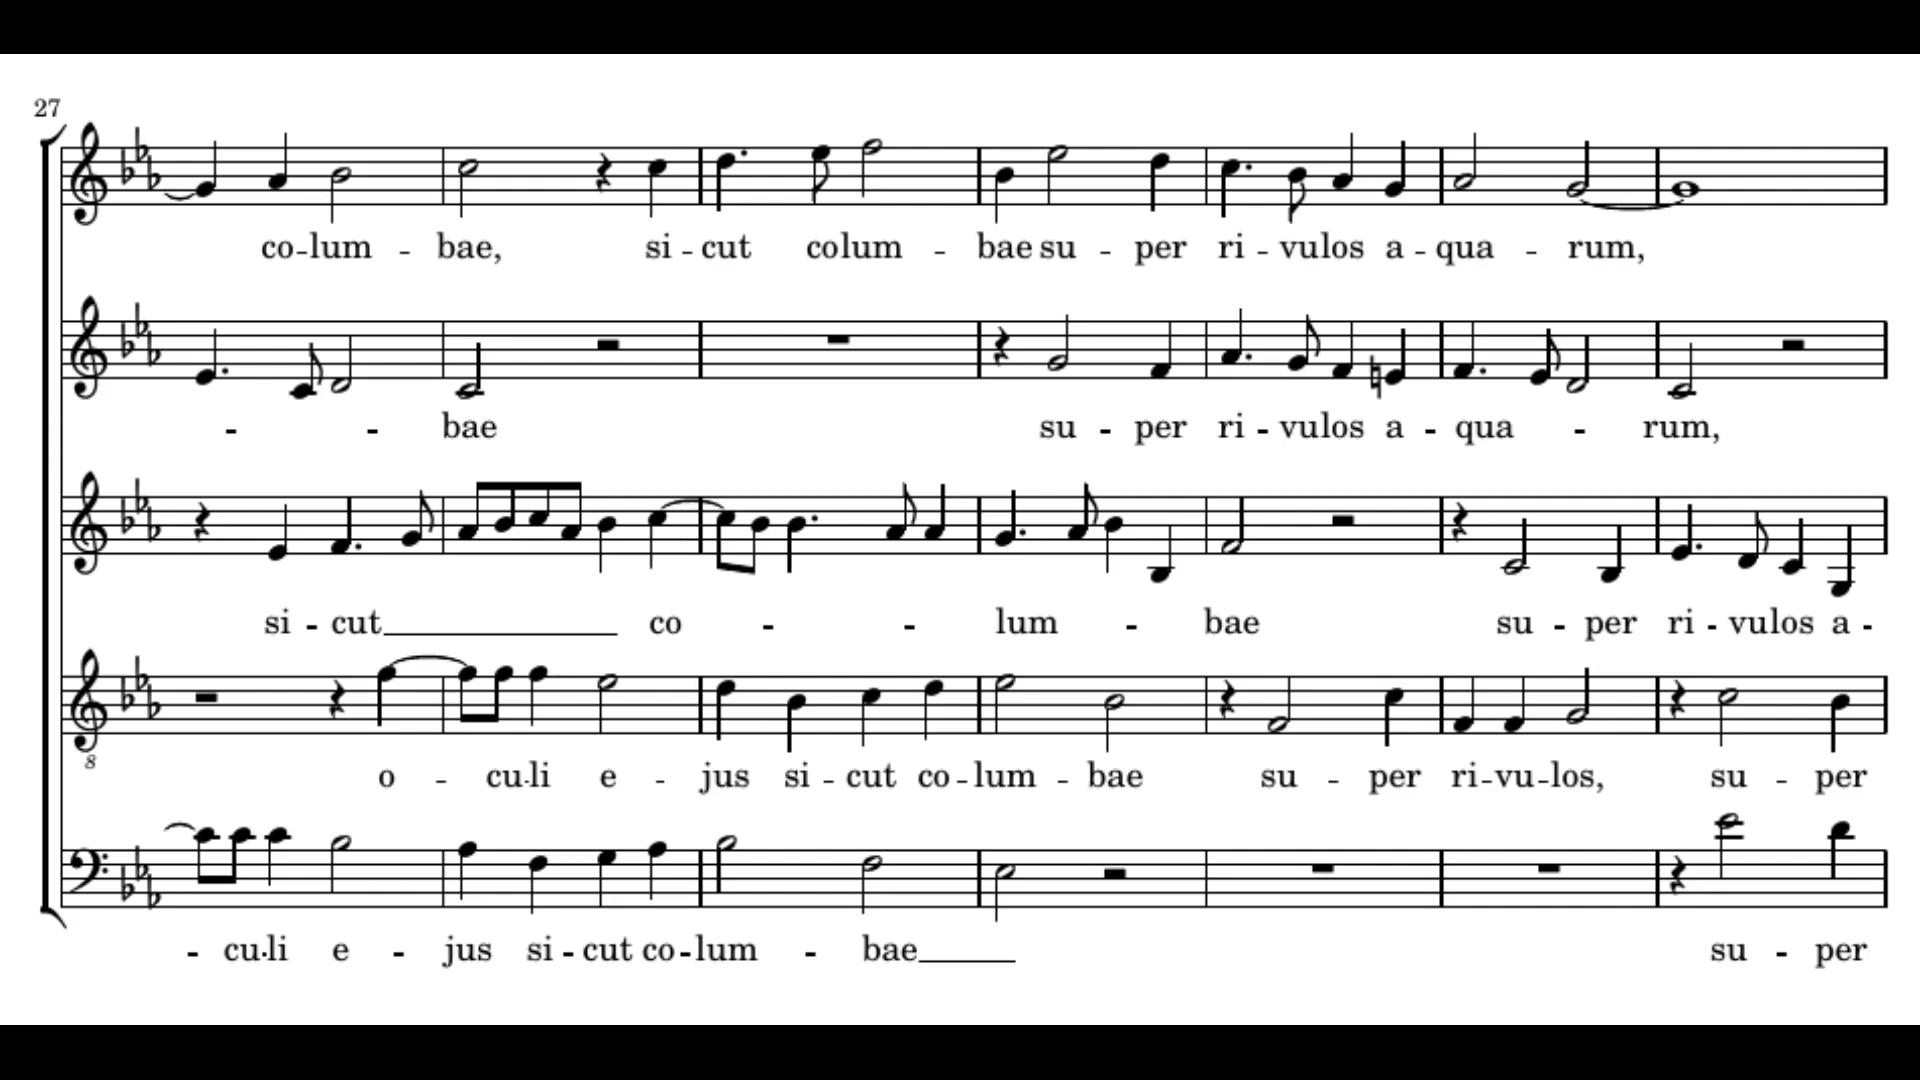 27
co-lum - bae, si-cut colum - bae su - per ri-vulos a-qua - rum,
- - bae su - per ri-vulos a-qua - rum,
si-cut co - - lum - bae su - per ri-vulos a-
8
o - cu-li e - jus si-cut co-lum - bae su - per ri-vu-los, su - per
- cu-li e - jus si-cut co-lum - bae su - per